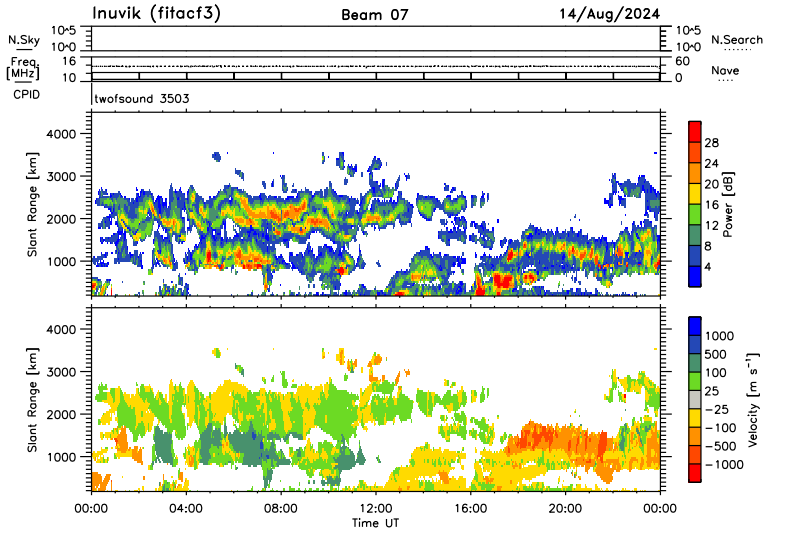 Inuvik (fitacf3) Beam 07 14/Aug/2024
N.Sky 10^5 10^0 10^5 10^0 N.Search
Freq. [MHz] 16 10 60 0 Nave
CPID twofsound 3503
Slant Range [km] 4000 3000 2000 1000
Power [dB] 28 24 20 16 12 8 4
Slant Range [km] 4000 3000 2000 1000
Velocity [m s⁻¹] 1000 500 100 25 −25 −100 −500 −1000
00:00 04:00 08:00 12:00 16:00 20:00 00:00
Time UT